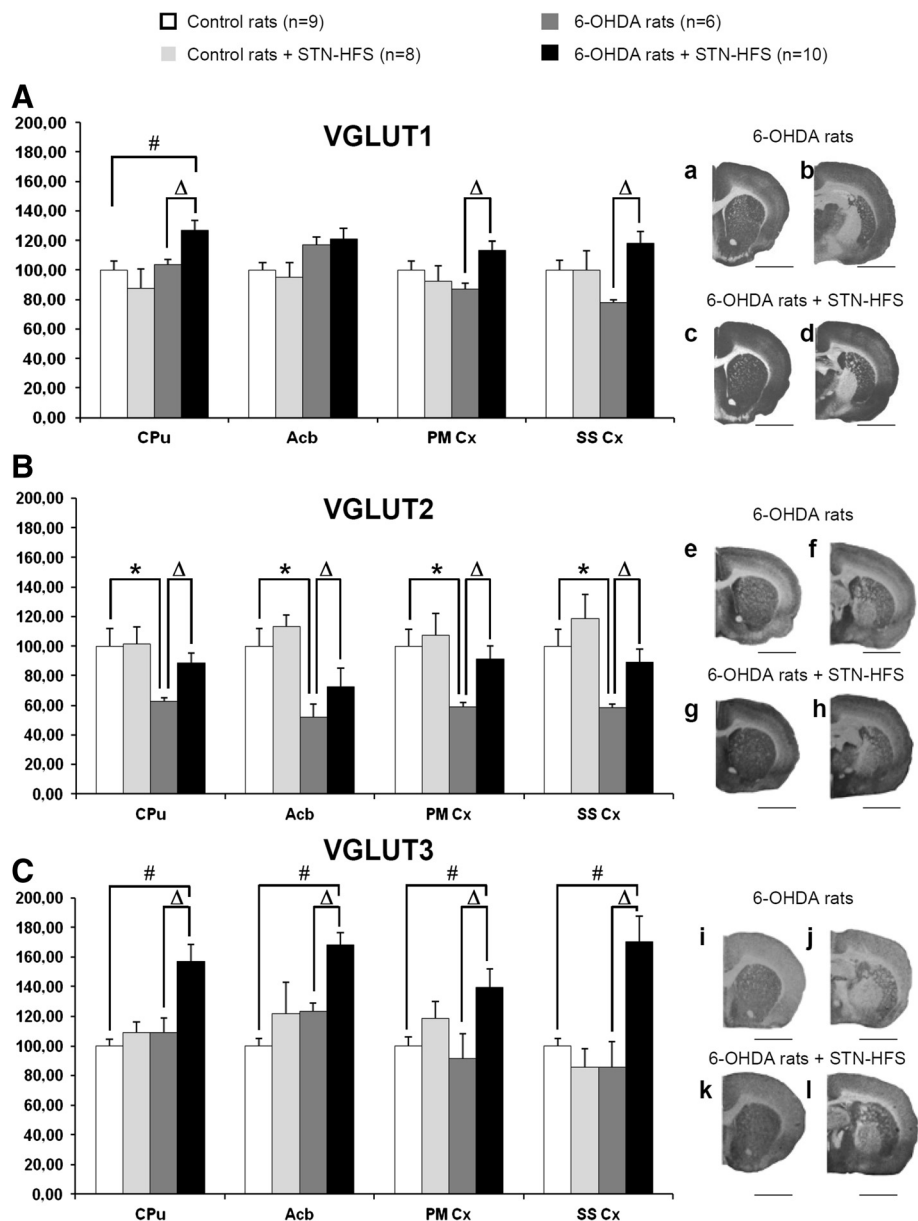 Control rats (n=9)
6-OHDA rats (n=6)
Control rats + STN-HFS (n=8)
6-OHDA rats + STN-HFS (n=10)
A
VGLUT1
200,00
180,00
160,00
140,00
120,00
100,00
80,00
60,00
40,00
20,00
0,00
#
Δ
Δ
Δ
CPu
Acb
PM Cx
SS Cx
6-OHDA rats
a
b
6-OHDA rats + STN-HFS
c
d
B
VGLUT2
200,00
180,00
160,00
140,00
120,00
100,00
80,00
60,00
40,00
20,00
0,00
* Δ
* Δ
* Δ
* Δ
CPu
Acb
PM Cx
SS Cx
6-OHDA rats
e
f
6-OHDA rats + STN-HFS
g
h
C
VGLUT3
200,00
180,00
160,00
140,00
120,00
100,00
80,00
60,00
40,00
20,00
0,00
#
Δ
#
Δ
#
Δ
#
Δ
CPu
Acb
PM Cx
SS Cx
6-OHDA rats
i
j
6-OHDA rats + STN-HFS
k
l